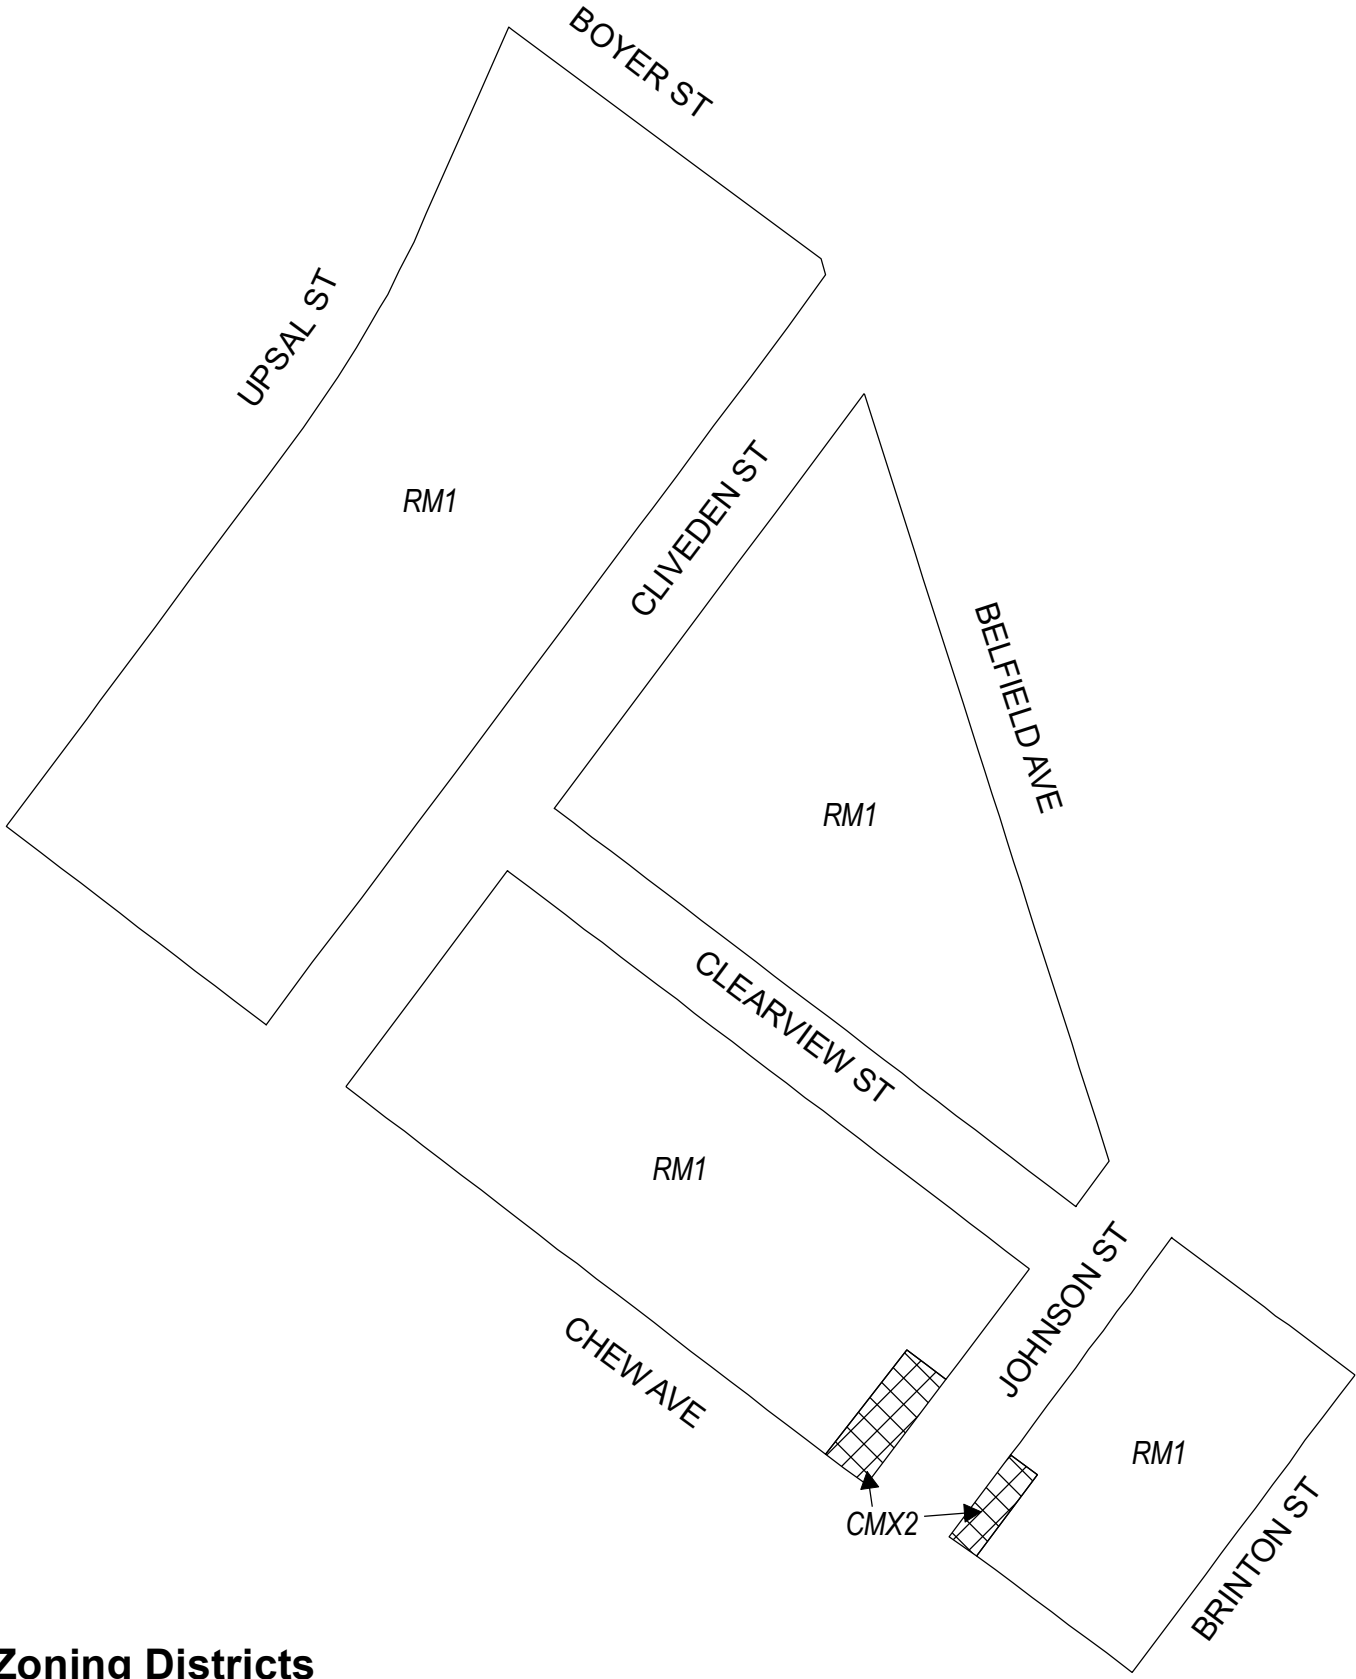 BOYER ST
UPSAL ST
RM1
CLIVEDEN ST
BELFIELD AVE
RM1
CLEARVIEW ST
RM1
JOHNSON ST
CHEW AVE
RM1
CMX2
BRINTON ST
Zoning Districts